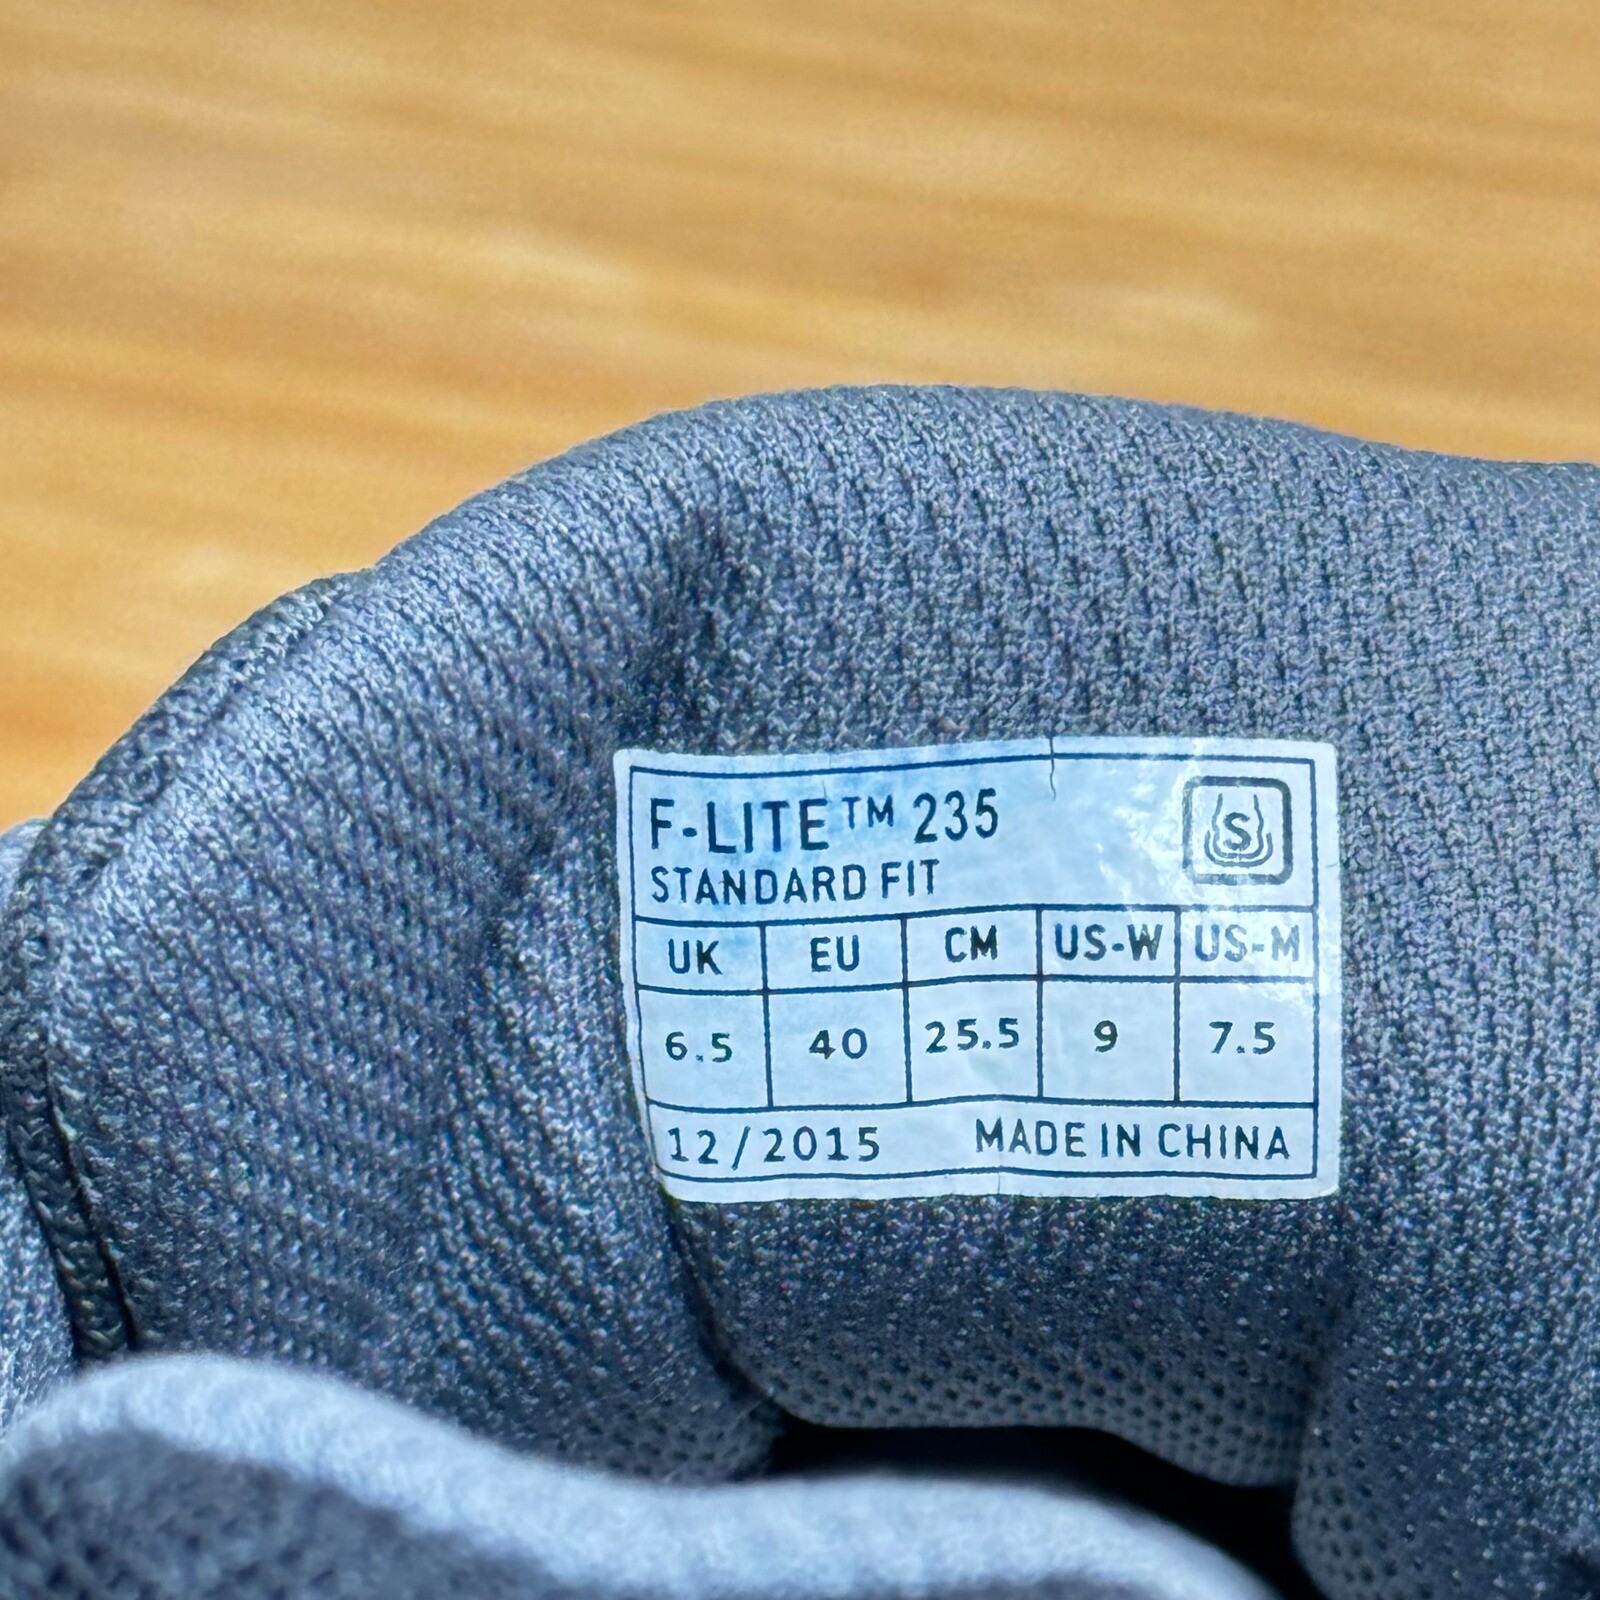 F-LITE™ 235
S
STANDARD FIT
UK EU CM US-W US-M
6.5 40 25.5 9 7.5
12/2015 MADE IN CHINA